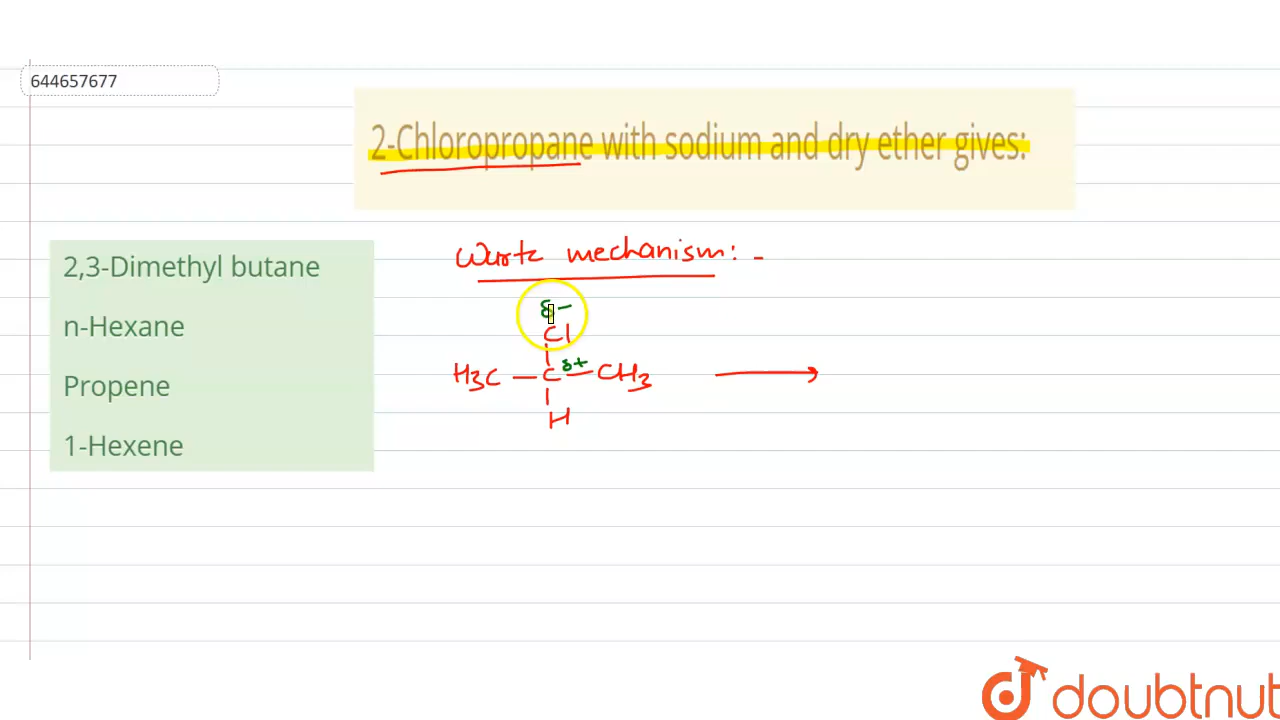 644657677
2-Chloropropane with sodium and dry ether gives:
2,3-Dimethyl butane
n-Hexane
Propene
1-Hexene
Wurtz mechanism: -
δ-
Cl
H3C - C δ+ - CH3
H
doubtnut